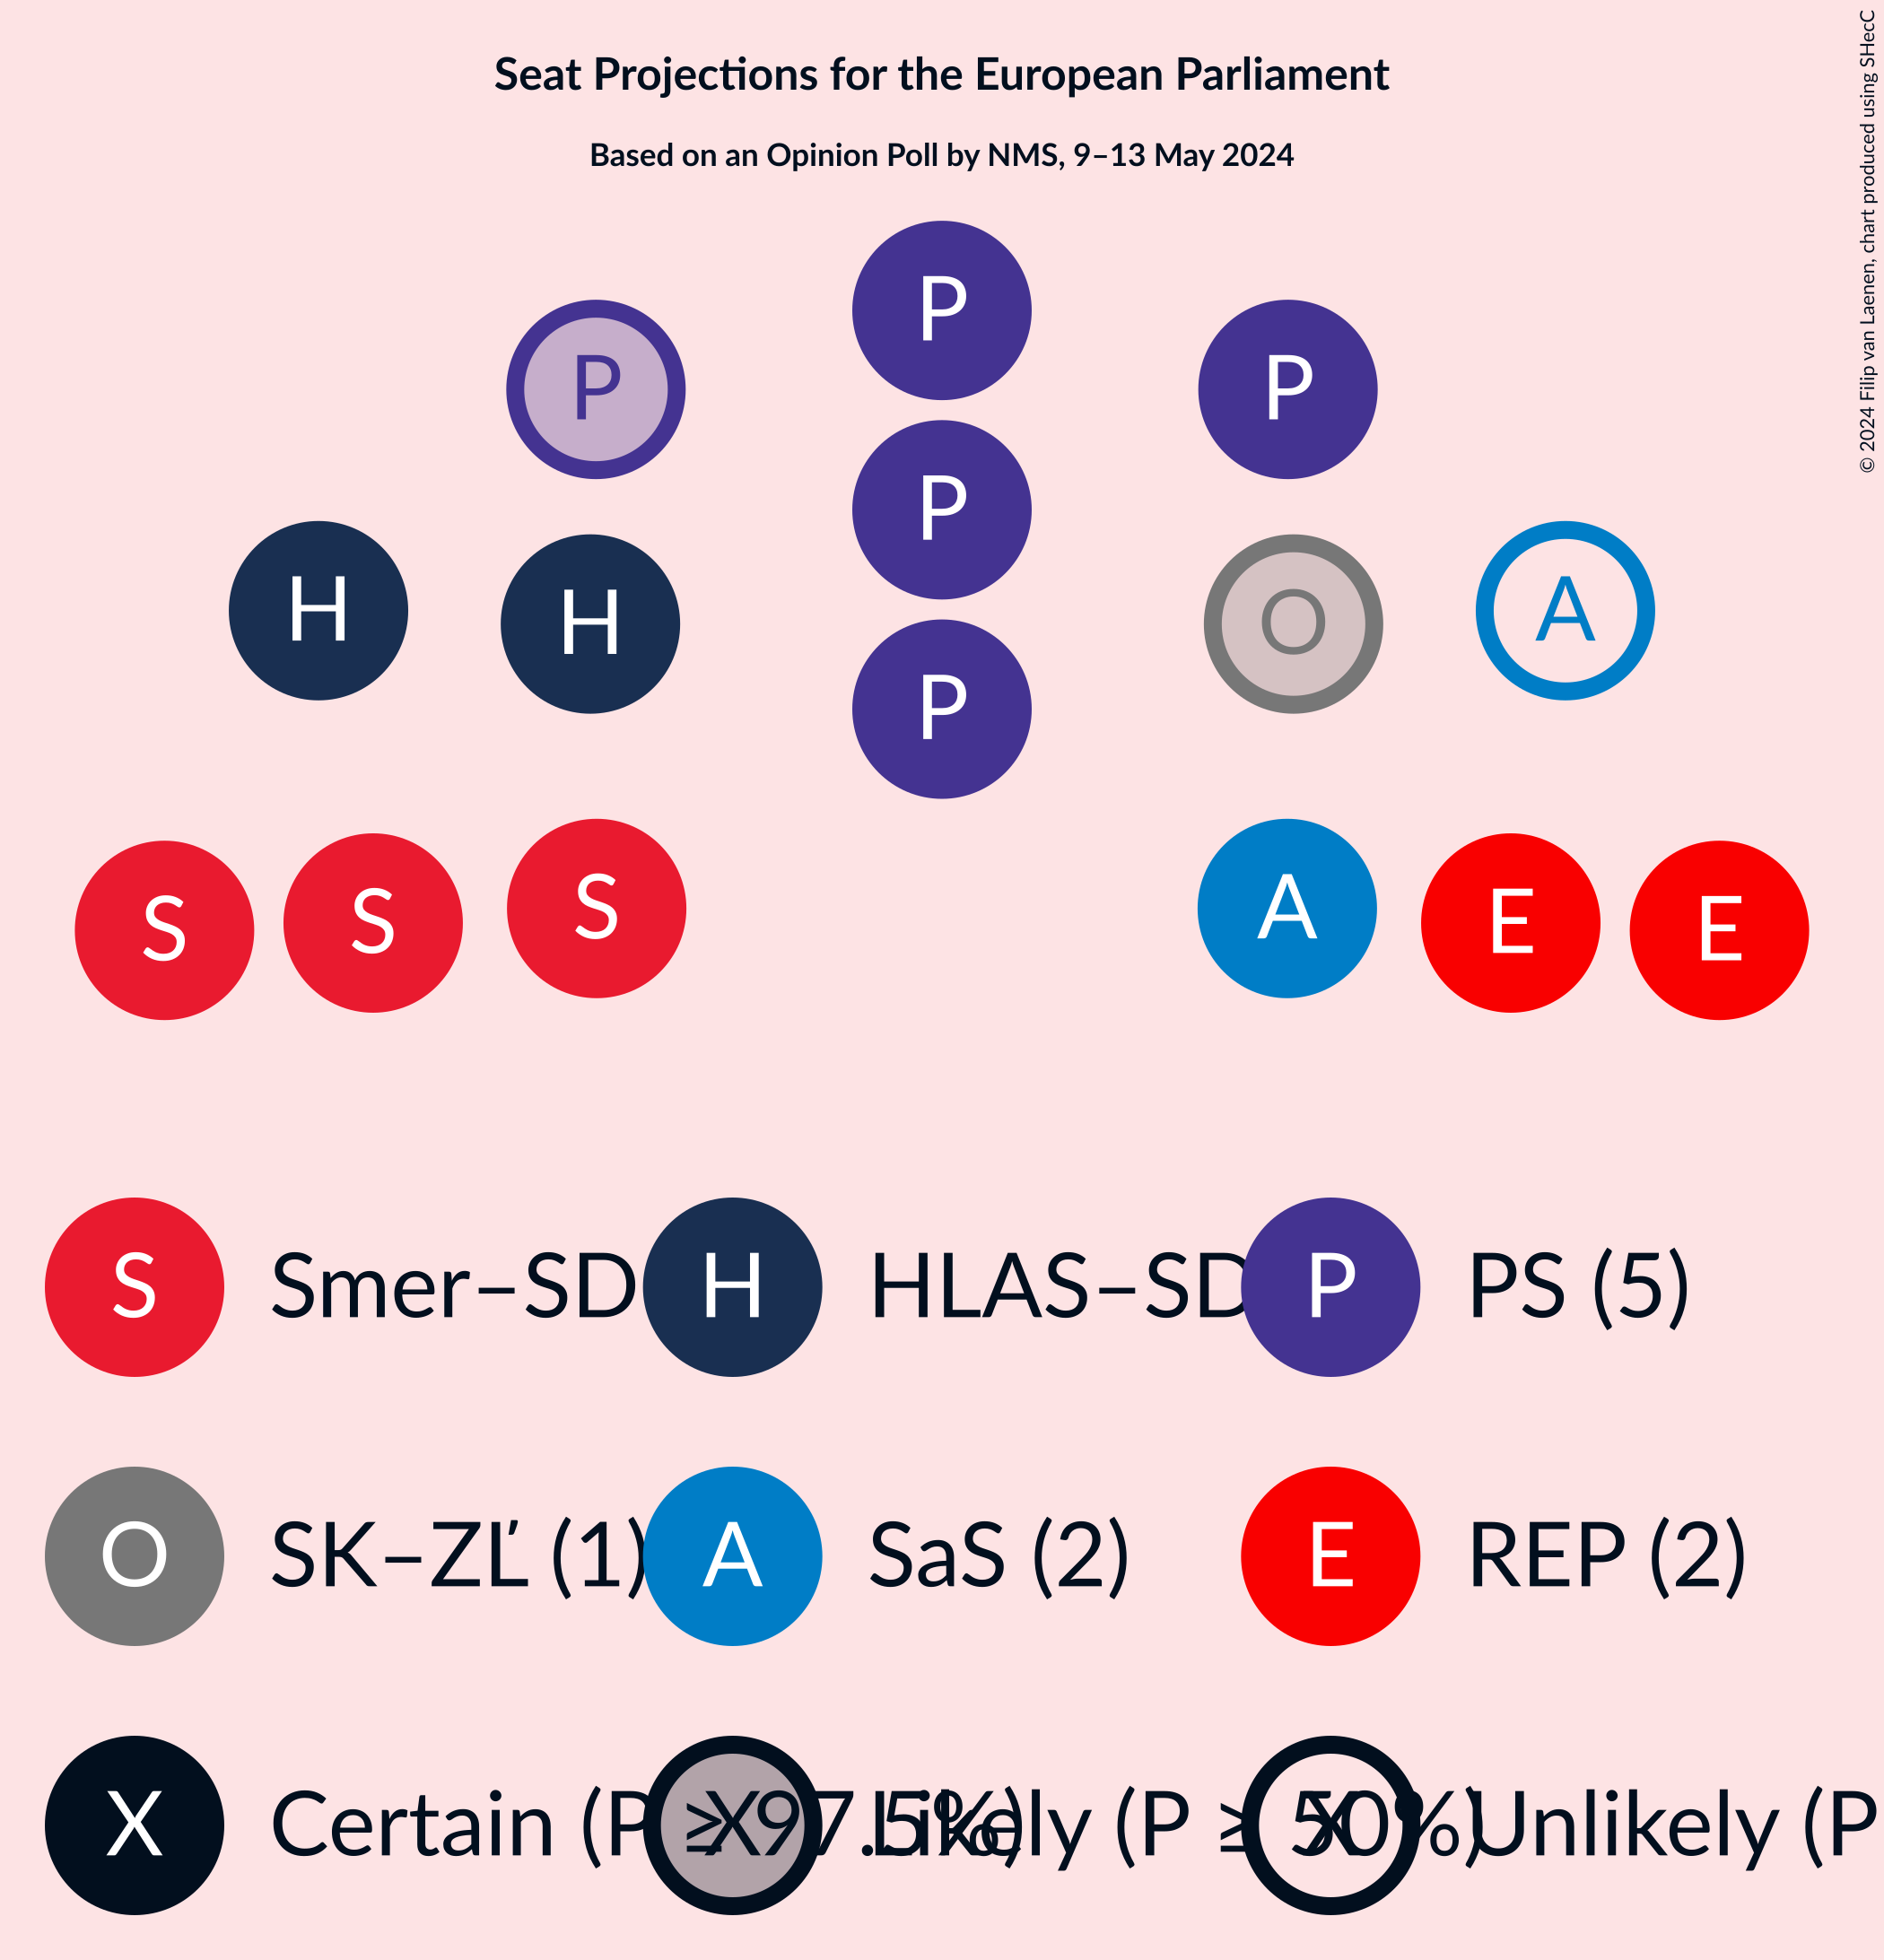 Seat Projections for the European Parliament
Based on an Opinion Poll by NMS, 9–13 May 2024
© 2024 Filip van Laenen, chart produced using SHecC
P
P P
P
H A
H O
P
S A
S E
S E
S Smer–SD H HLAS–SD P PS (5)
O SK–ZĽ (1) A SaS (2) E REP (2)
X Certain (P ≥ 97.5%) X Likely (P ≥ 50%) X Unlikely (P